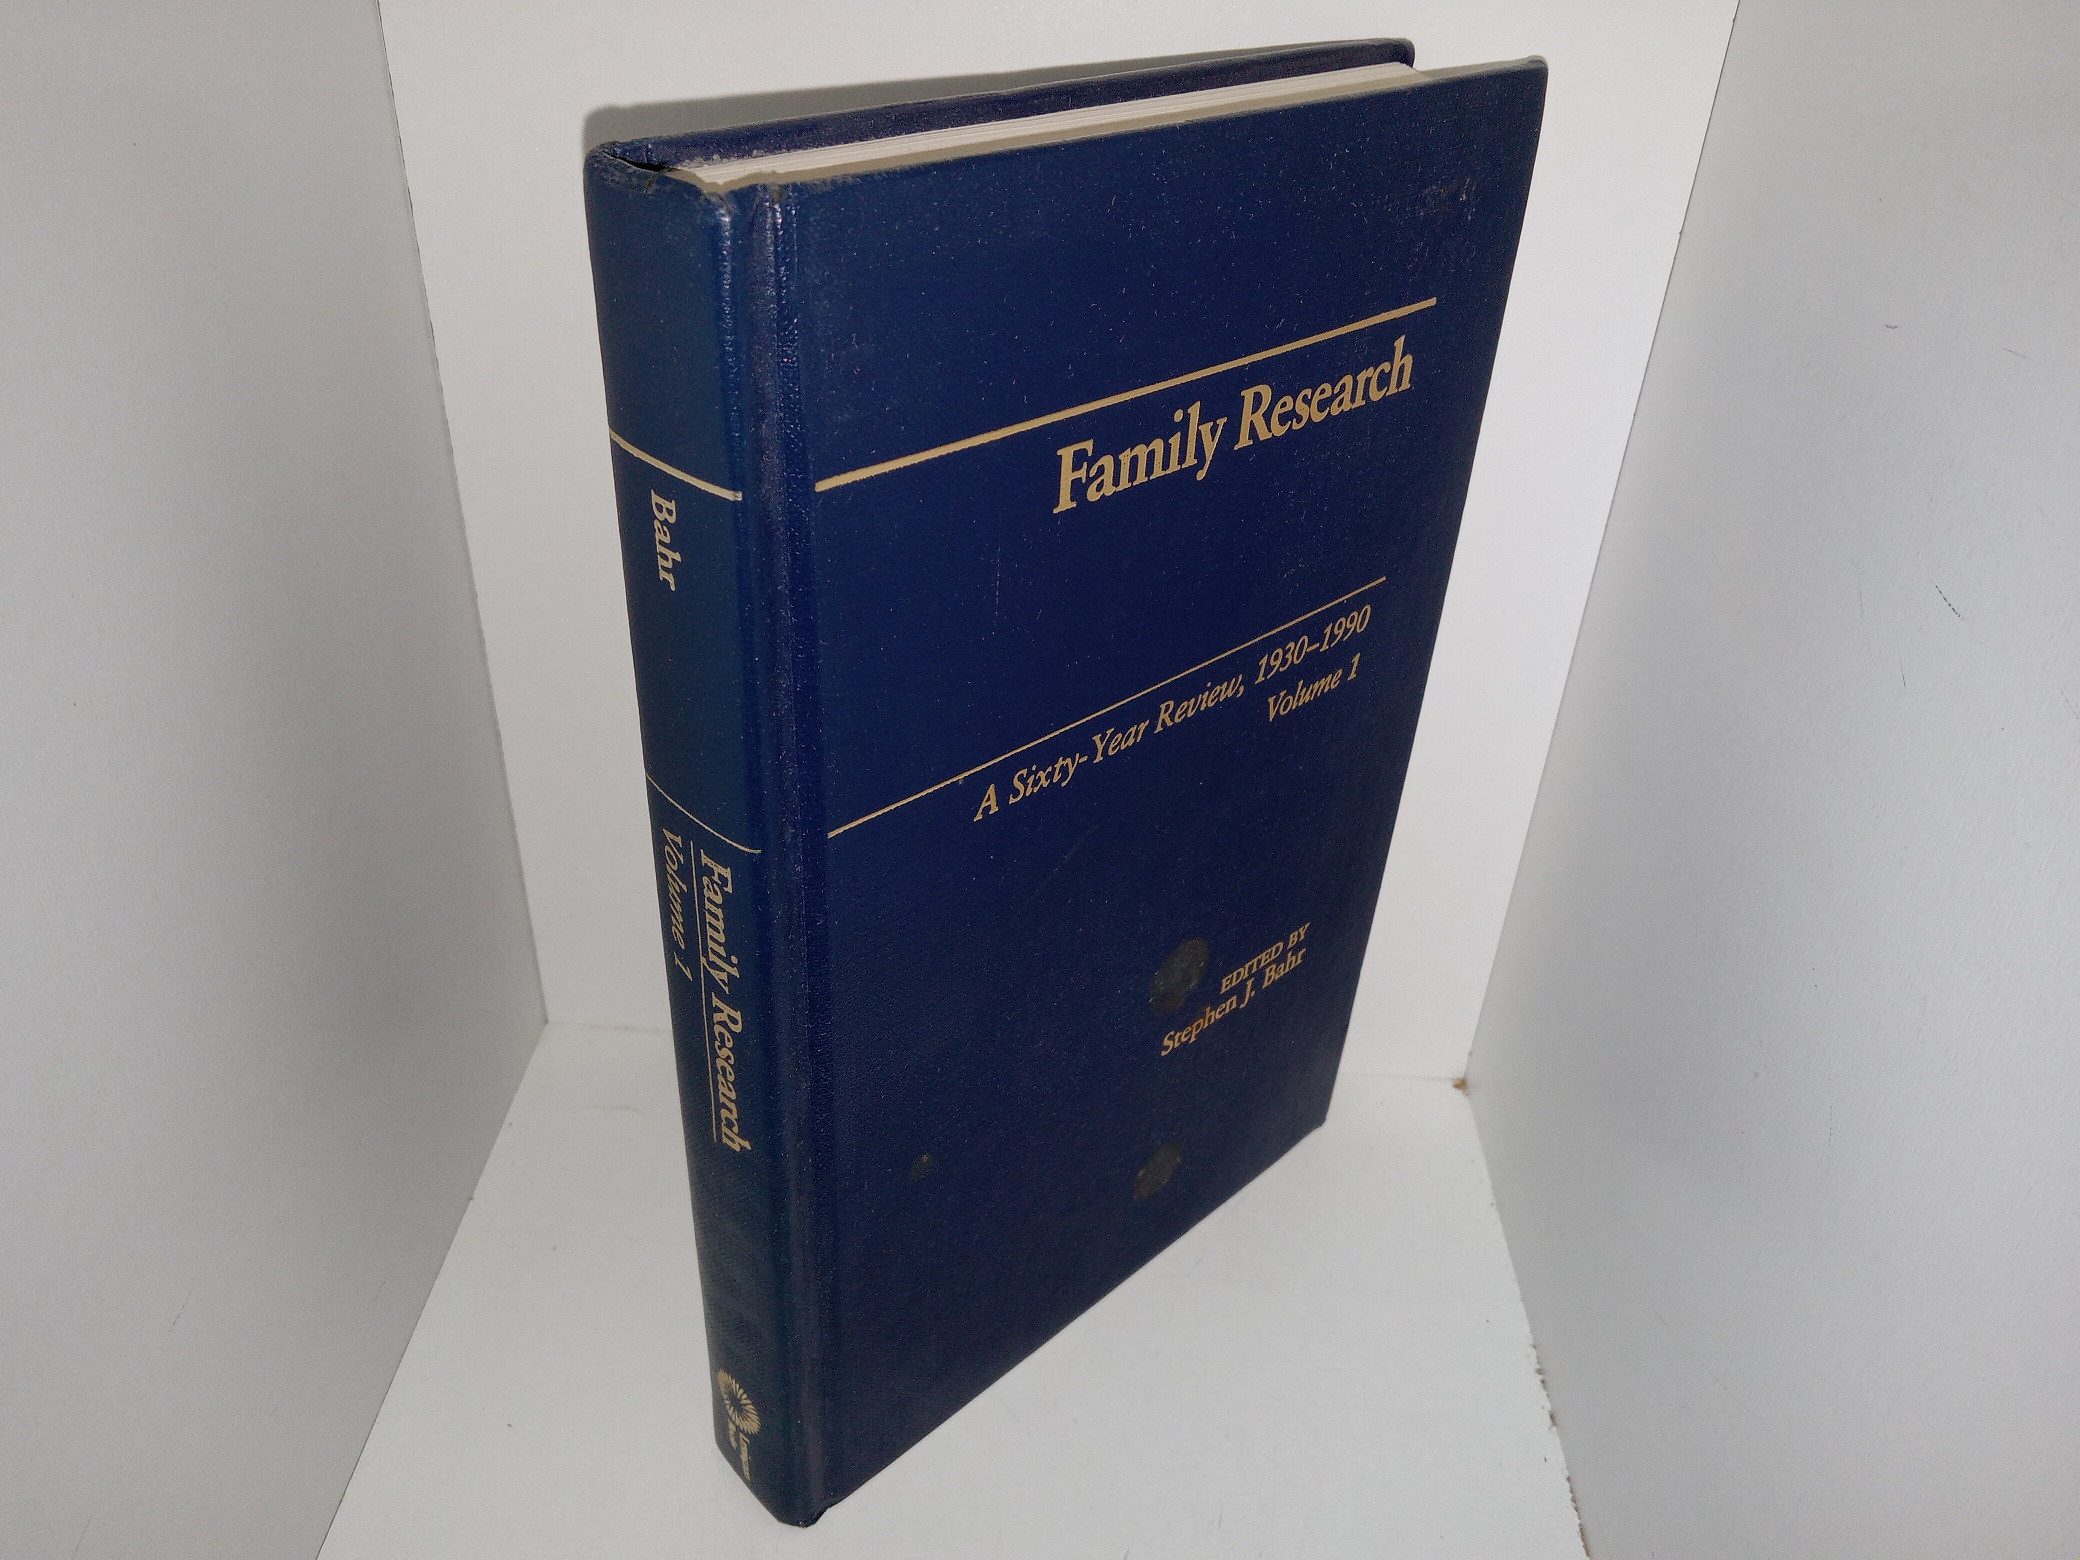 Family Research
A Sixty-Year Review, 1930–1990
Volume 1
EDITED BY
Stephen J. Bahr
Bahr
Family Research
Volume 1